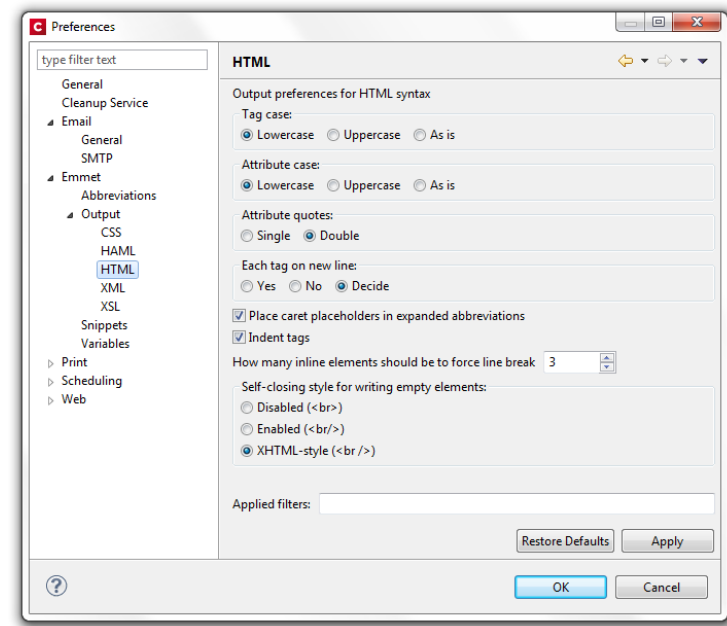 C Preferences
type filter text
General
Cleanup Service
Email
General
SMTP
Emmet
Abbreviations
Output
CSS
HAML
HTML
XML
XSL
Snippets
Variables
Print
Scheduling
Web
HTML
Output preferences for HTML syntax
Tag case:
Lowercase Uppercase As is
Attribute case:
Lowercase Uppercase As is
Attribute quotes:
Single Double
Each tag on new line:
Yes No Decide
Place caret placeholders in expanded abbreviations
Indent tags
How many inline elements should be to force line break 3
Self-closing style for writing empty elements:
Disabled (<br>)
Enabled (<br/>)
XHTML-style (<br />)
Applied filters:
Restore Defaults Apply
? OK Cancel